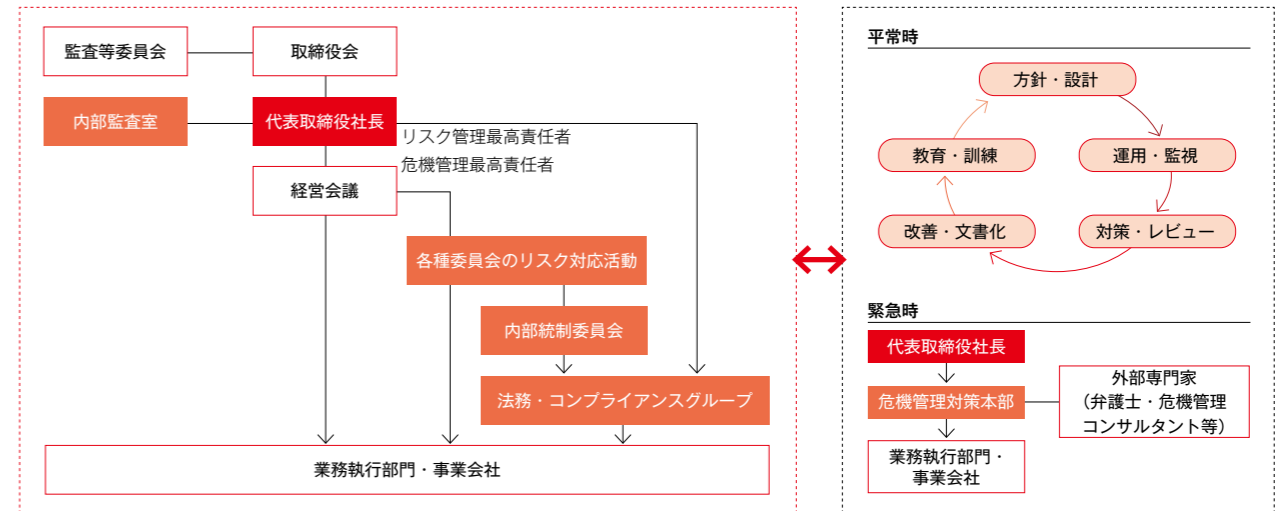 監査等委員会
取締役会
内部監査室
代表取締役社長
リスク管理最高責任者
危機管理最高責任者
経営会議
各種委員会のリスク対応活動
内部統制委員会
法務・コンプライアンスグループ
業務執行部門・事業会社
平常時
方針・設計
教育・訓練
運用・監視
改善・文書化
対策・レビュー
緊急時
代表取締役社長
危機管理対策本部
外部専門家
（弁護士・危機管理
コンサルタント等）
業務執行部門・
事業会社